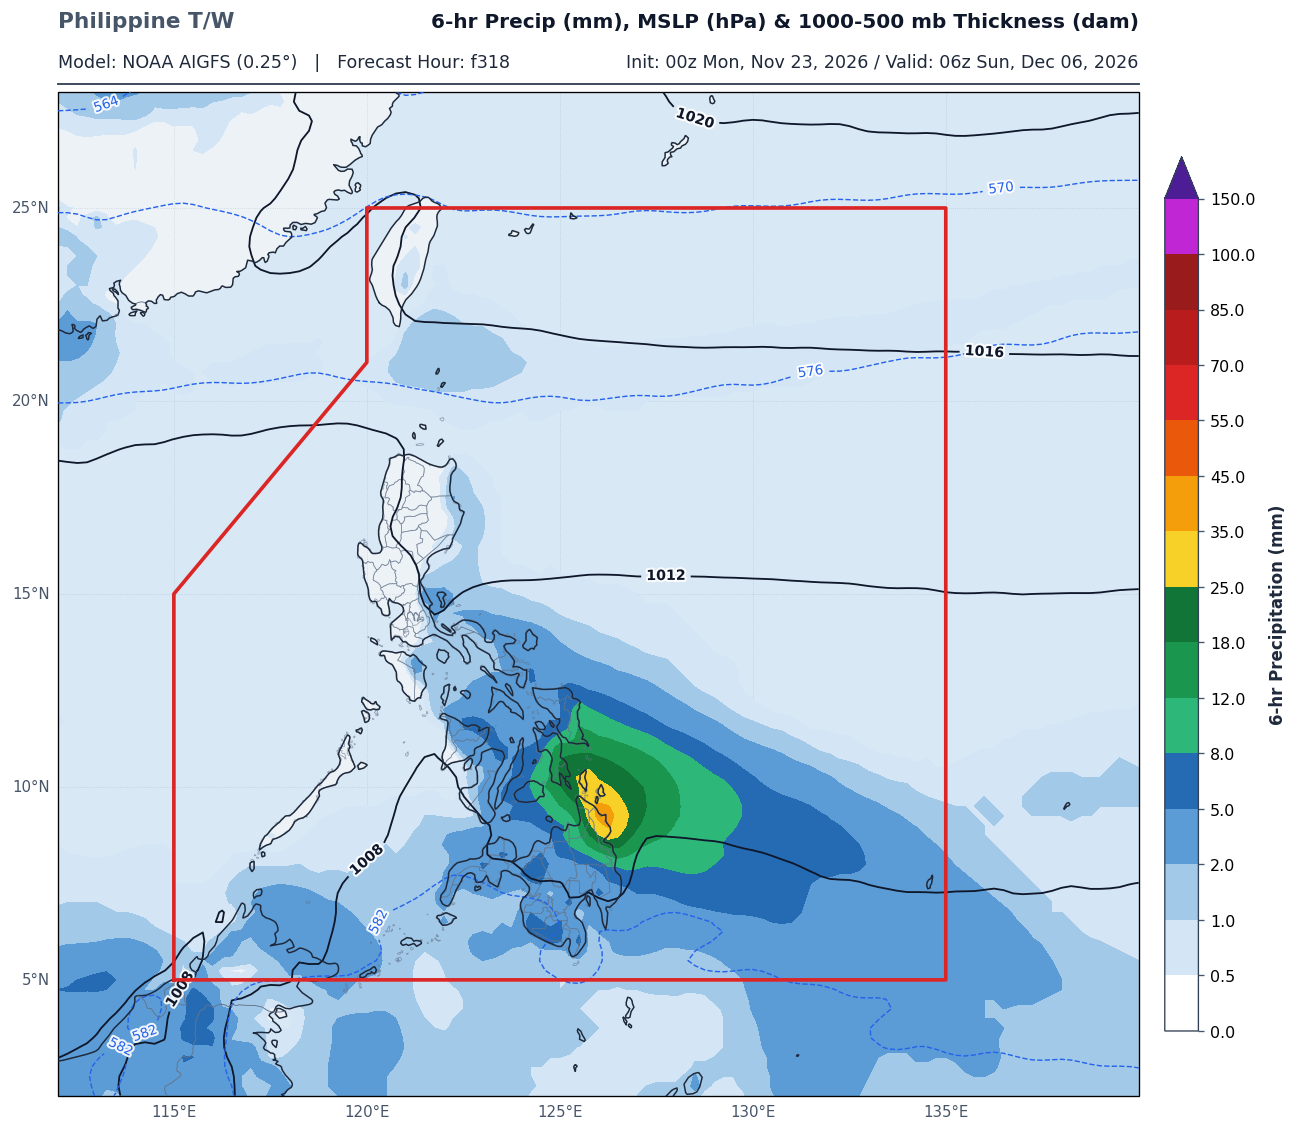 Philippine T/W
6-hr Precip (mm), MSLP (hPa) & 1000-500 mb Thickness (dam)
Model: NOAA AIGFS (0.25°) | Forecast Hour: f318
Init: 00z Mon, Nov 23, 2026 / Valid: 06z Sun, Dec 06, 2026
564
1020
570
1016
576
1012
1008
582
1008
582
582
25°N
20°N
15°N
10°N
5°N
115°E
120°E
125°E
130°E
135°E
150.0
100.0
85.0
70.0
55.0
45.0
35.0
25.0
18.0
12.0
8.0
5.0
2.0
1.0
0.5
0.0
6-hr Precipitation (mm)